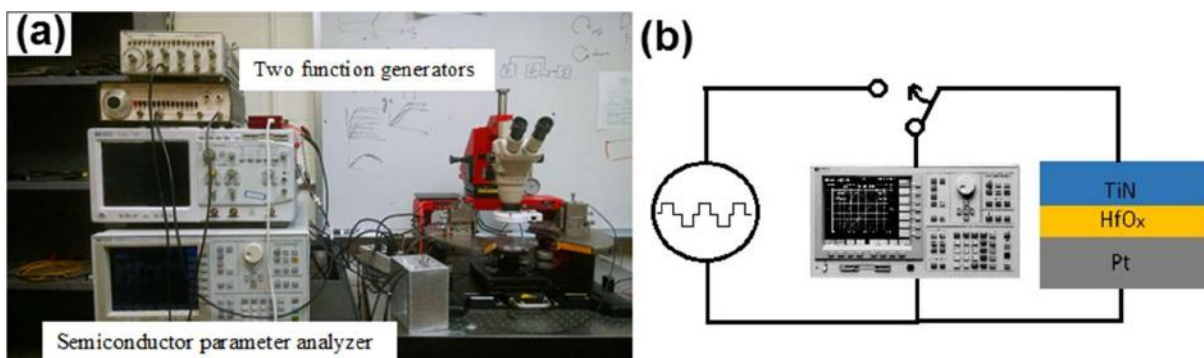 (a)
Two function generators
Semiconductor parameter analyzer
(b)
TiN
HfOₓ
Pt